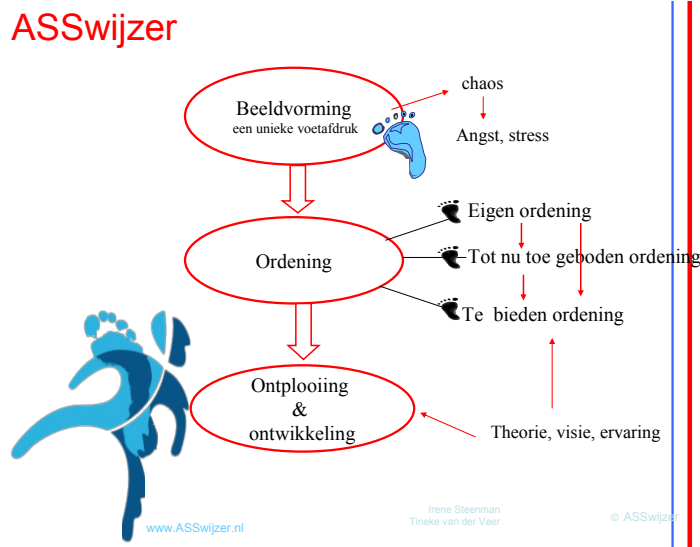 ASSwijzer
Beeldvorming
een unieke voetafdruk
chaos
Angst, stress
Ordening
Eigen ordening
Tot nu toe geboden ordening
Te bieden ordening
Ontplooiing
&
ontwikkeling
Theorie, visie, ervaring
www.ASSwijzer.nl
Irene Steenman
Tineke van der Veer
© ASSwijzer